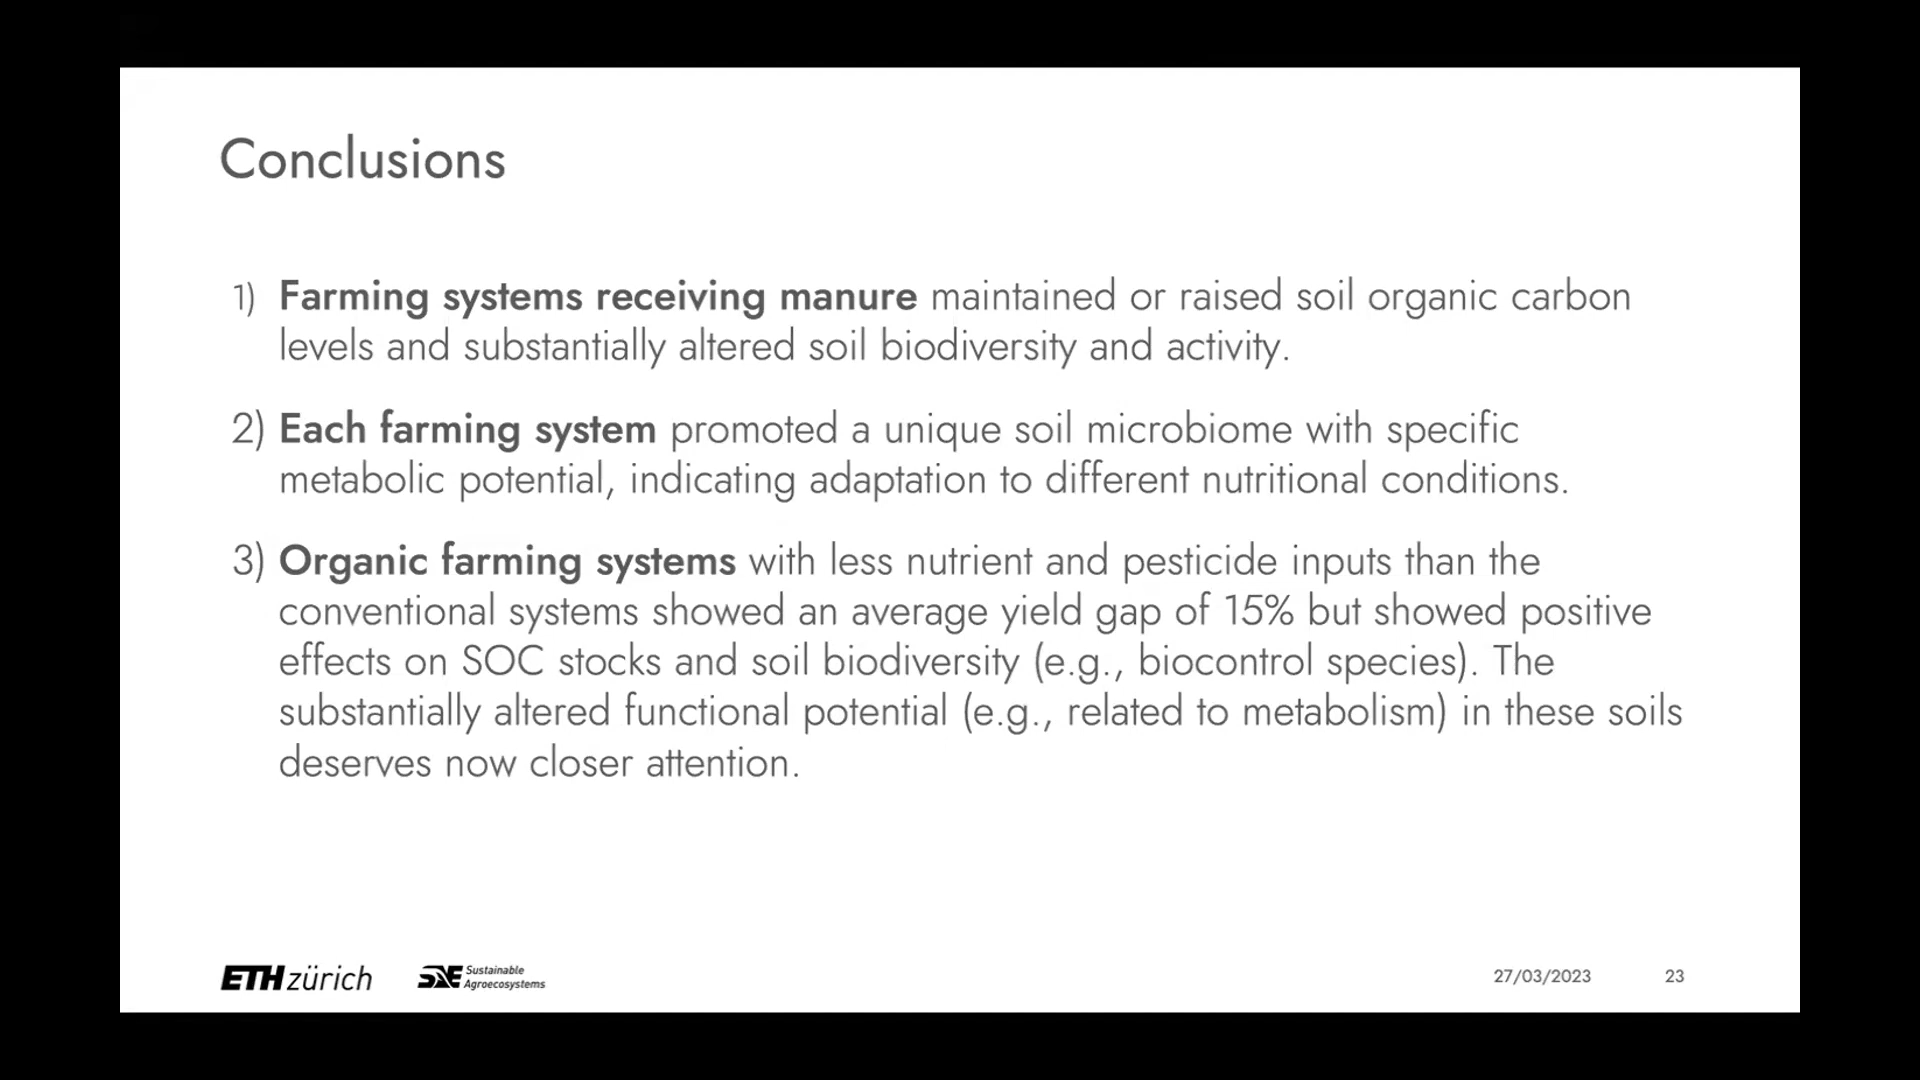 Conclusions
1) Farming systems receiving manure maintained or raised soil organic carbon
levels and substantially altered soil biodiversity and activity.
2) Each farming system promoted a unique soil microbiome with specific
metabolic potential, indicating adaptation to different nutritional conditions.
3) Organic farming systems with less nutrient and pesticide inputs than the
conventional systems showed an average yield gap of 15% but showed positive
effects on SOC stocks and soil biodiversity (e.g., biocontrol species). The
substantially altered functional potential (e.g., related to metabolism) in these soils
deserves now closer attention.
ETH zürich
SAE Sustainable
Agroecosystems
27/03/2023 23